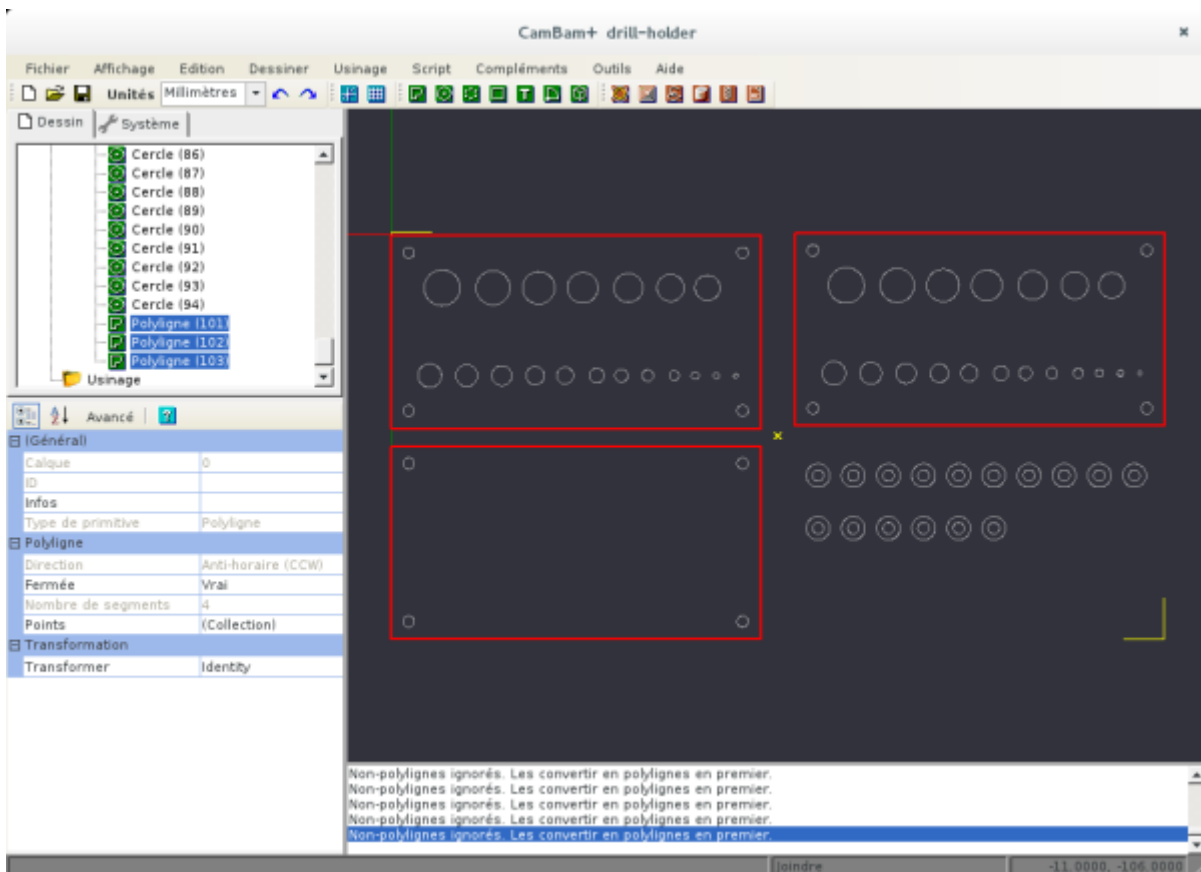 CamBam+ drill-holder
Fichier Affichage Edition Dessiner Usinage Script Compléments Outils Aide
Unités Millimètres
Dessin Système
Cercle (86)
Cercle (87)
Cercle (88)
Cercle (89)
Cercle (90)
Cercle (91)
Cercle (92)
Cercle (93)
Cercle (94)
Polyligne (101)
Polyligne (102)
Polyligne (103)
Usinage
Avancé
(Général)
Calque 0
ID
Infos
Type de primitive Polyligne
Polyligne
Direction Anti-horaire (CCW)
Fermée Vrai
Nombre de segments 4
Points (Collection)
Transformation
Transformer Identity
Non-polylignes ignorés. Les convertir en polylignes en premier.
Non-polylignes ignorés. Les convertir en polylignes en premier.
Non-polylignes ignorés. Les convertir en polylignes en premier.
Non-polylignes ignorés. Les convertir en polylignes en premier.
Non-polylignes ignorés. Les convertir en polylignes en premier.
Joindre -11.0000, -106.0000